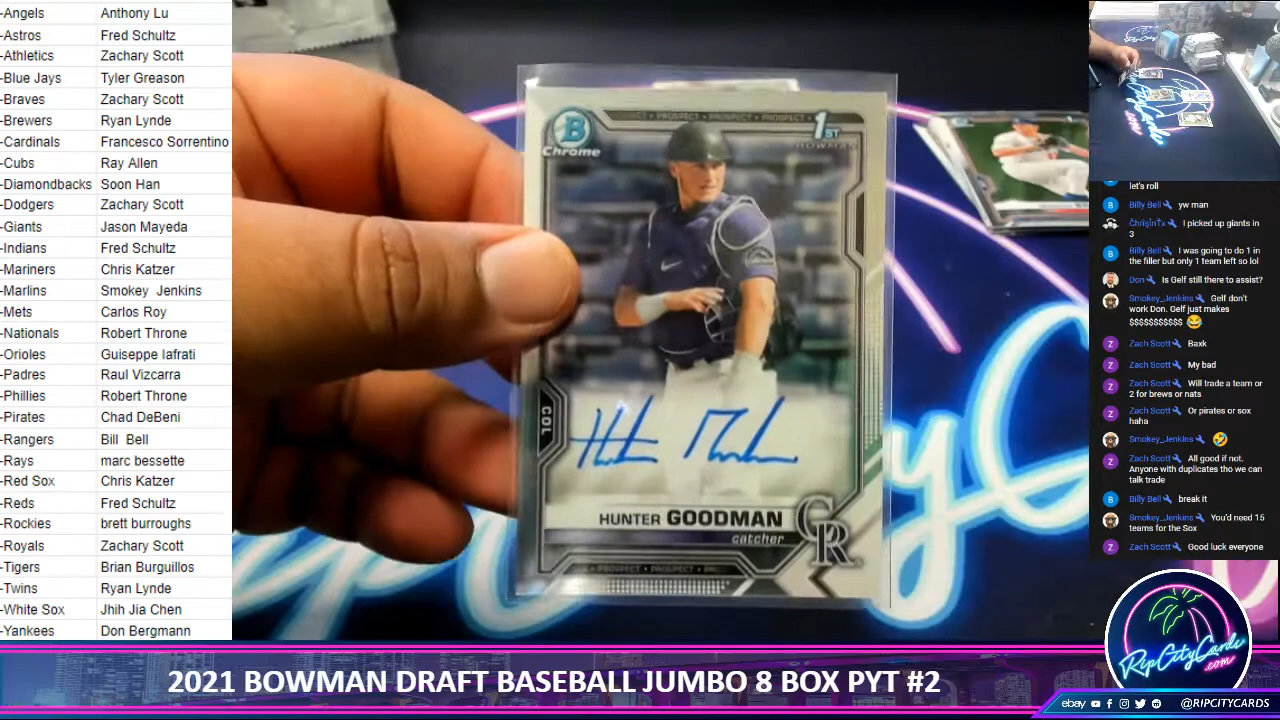 -Angels Anthony Lu
-Astros Fred Schultz
-Athletics Zachary Scott
-Blue Jays Tyler Greason
-Braves Zachary Scott
-Brewers Ryan Lynde
-Cardinals Francesco Sorrentino
-Cubs Ray Allen
-Diamondbacks Soon Han
-Dodgers Zachary Scott
-Giants Jason Mayeda
-Indians Fred Schultz
-Mariners Chris Katzer
-Marlins Smokey Jenkins
-Mets Carlos Roy
-Nationals Robert Throne
-Orioles Guiseppe Iafrati
-Padres Raul Vizcarra
-Phillies Robert Throne
-Pirates Chad DeBeni
-Rangers Bill Bell
-Rays marc bessette
-Red Sox Chris Katzer
-Reds Fred Schultz
-Rockies brett burroughs
-Royals Zachary Scott
-Tigers Brian Burguillos
-Twins Ryan Lynde
-White Sox Jhih Jia Chen
-Yankees Don Bergmann
PROSPECT • PROSPECT • PROSPECT
B
Chrome
1ST
BOWMAN
COL
HUNTER GOODMAN
catcher
CR
PROSPECT • PROSPECT
let's roll
Billy Bell yw man
I picked up giants in
3
Billy Bell I was going to do 1 in
the filler but only 1 team left so lol
Don Is Gelf still there to assist?
Smokey_Jenkins Gelf don't
work Don. Gelf just makes
$$$$$$$$$$$ 😂
Zach Scott Baxk
Zach Scott My bad
Zach Scott Will trade a team or
2 for brews or nats
Zach Scott Or pirates or sox
haha
Smokey_Jenkins 🤣
Zach Scott All good if not.
Anyone with duplicates tho we can
talk trade
Billy Bell break it
Smokey_Jenkins You'd need 15
teams for the Sox
Zach Scott Good luck everyone
RipCityCards
.com
2021 BOWMAN DRAFT BASEBALL JUMBO 8 BOX PYT #2
ebay @RIPCITYCARDS